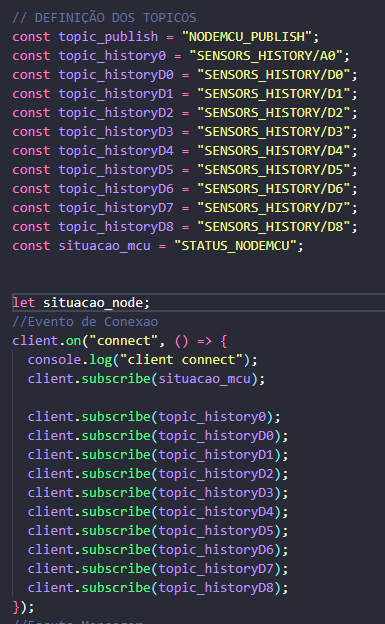 // DEFINIÇÃO DOS TOPICOS
const topic_publish = "NODEMCU_PUBLISH";
const topic_history0 = "SENSORS_HISTORY/A0";
const topic_historyD0 = "SENSORS_HISTORY/D0";
const topic_historyD1 = "SENSORS_HISTORY/D1";
const topic_historyD2 = "SENSORS_HISTORY/D2";
const topic_historyD3 = "SENSORS_HISTORY/D3";
const topic_historyD4 = "SENSORS_HISTORY/D4";
const topic_historyD5 = "SENSORS_HISTORY/D5";
const topic_historyD6 = "SENSORS_HISTORY/D6";
const topic_historyD7 = "SENSORS_HISTORY/D7";
const topic_historyD8 = "SENSORS_HISTORY/D8";
const situacao_mcu = "STATUS_NODEMCU";
let situacao_node;
//Evento de Conexao
client.on("connect", () => {
  console.log("client connect");
  client.subscribe(situacao_mcu);
  client.subscribe(topic_history0);
  client.subscribe(topic_historyD0);
  client.subscribe(topic_historyD1);
  client.subscribe(topic_historyD2);
  client.subscribe(topic_historyD3);
  client.subscribe(topic_historyD4);
  client.subscribe(topic_historyD5);
  client.subscribe(topic_historyD6);
  client.subscribe(topic_historyD7);
  client.subscribe(topic_historyD8);
});